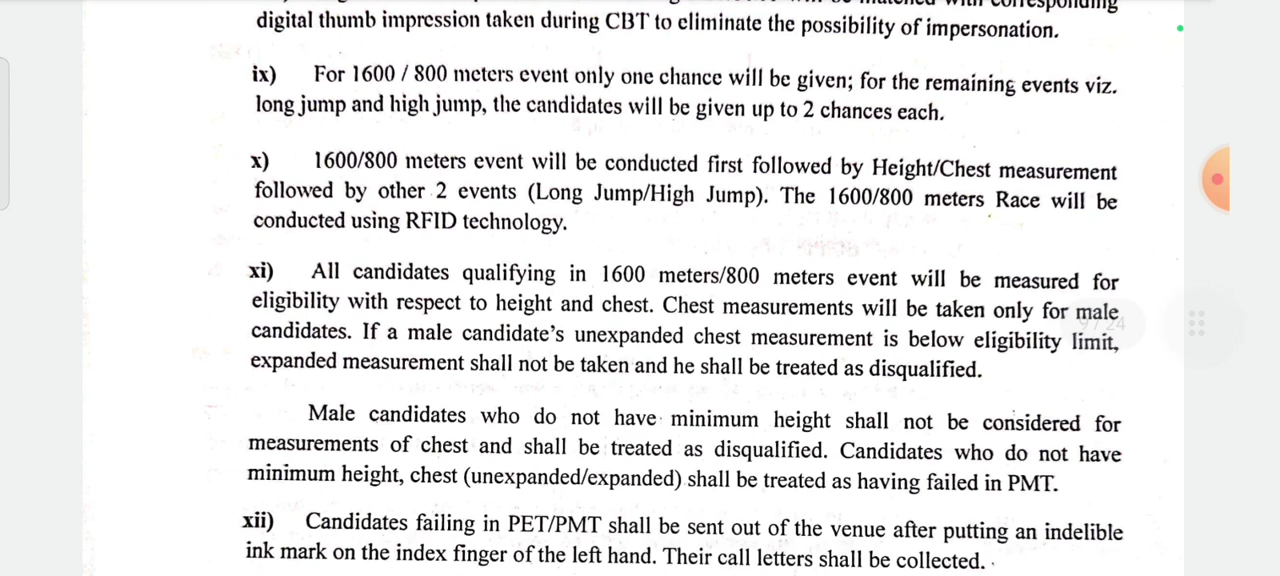 digital thumb impression taken during CBT to eliminate the possibility of impersonation.
ix) For 1600 / 800 meters event only one chance will be given; for the remaining events viz.
long jump and high jump, the candidates will be given up to 2 chances each.
x) 1600/800 meters event will be conducted first followed by Height/Chest measurement
followed by other 2 events (Long Jump/High Jump). The 1600/800 meters Race will be
conducted using RFID technology.
xi) All candidates qualifying in 1600 meters/800 meters event will be measured for
eligibility with respect to height and chest. Chest measurements will be taken only for male
9 / 24
candidates. If a male candidate's unexpanded chest measurement is below eligibility limit,
expanded measurement shall not be taken and he shall be treated as disqualified.
Male candidates who do not have minimum height shall not be considered for
measurements of chest and shall be treated as disqualified. Candidates who do not have
minimum height, chest (unexpanded/expanded) shall be treated as having failed in PMT.
xii) Candidates failing in PET/PMT shall be sent out of the venue after putting an indelible
ink mark on the index finger of the left hand. Their call letters shall be collected.